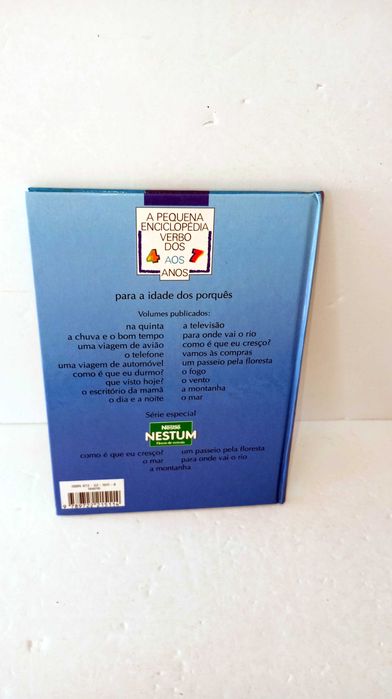 A PEQUENA
ENCICLOPÉDIA
VERBO DOS
4 AOS 7
ANOS
para a idade dos porquês
Volumes publicados:
na quinta
a chuva e o bom tempo
uma viagem de avião
o telefone
uma viagem de automóvel
como é que eu durmo?
que visto hoje?
o escritório da mamã
o dia e a noite
a televisão
para onde vai o rio
como é que eu cresço?
vamos às compras
um passeio pela floresta
o fogo
o vento
a montanha
o mar
Série especial
Nestlé
NESTUM
como é que eu cresço?
o mar
um passeio pela floresta
para onde vai o rio
a montanha